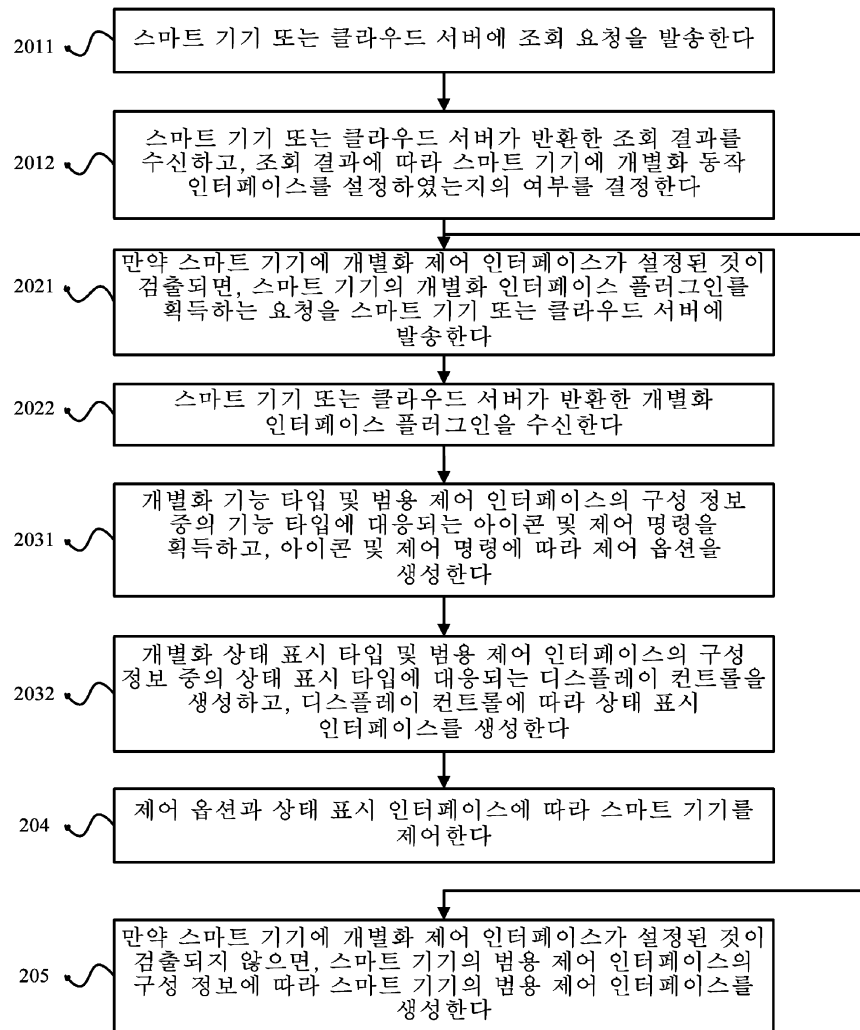 2011
스마트 기기 또는 클라우드 서버에 조회 요청을 발송한다
2012
스마트 기기 또는 클라우드 서버가 반환한 조회 결과를
수신하고, 조회 결과에 따라 스마트 기기에 개별화 동작
인터페이스를 설정하였는지의 여부를 결정한다
2021
만약 스마트 기기에 개별화 제어 인터페이스가 설정된 것이
검출되면, 스마트 기기의 개별화 인터페이스 플러그인를
획득하는 요청을 스마트 기기 또는 클라우드 서버에
발송한다
2022
스마트 기기 또는 클라우드 서버가 반환한 개별화
인터페이스 플러그인을 수신한다
2031
개별화 기능 타입 및 범용 제어 인터페이스의 구성 정보
중의 기능 타입에 대응되는 아이콘 및 제어 명령을
획득하고, 아이콘 및 제어 명령에 따라 제어 옵션을
생성한다
2032
개별화 상태 표시 타입 및 범용 제어 인터페이스의 구성
정보 중의 상태 표시 타입에 대응되는 디스플레이 컨트롤을
생성하고, 디스플레이 컨트롤에 따라 상태 표시
인터페이스를 생성한다
204
제어 옵션과 상태 표시 인터페이스에 따라 스마트 기기를
제어한다
205
만약 스마트 기기에 개별화 제어 인터페이스가 설정된 것이
검출되지 않으면, 스마트 기기의 범용 제어 인터페이스의
구성 정보에 따라 스마트 기기의 범용 제어 인터페이스를
생성한다